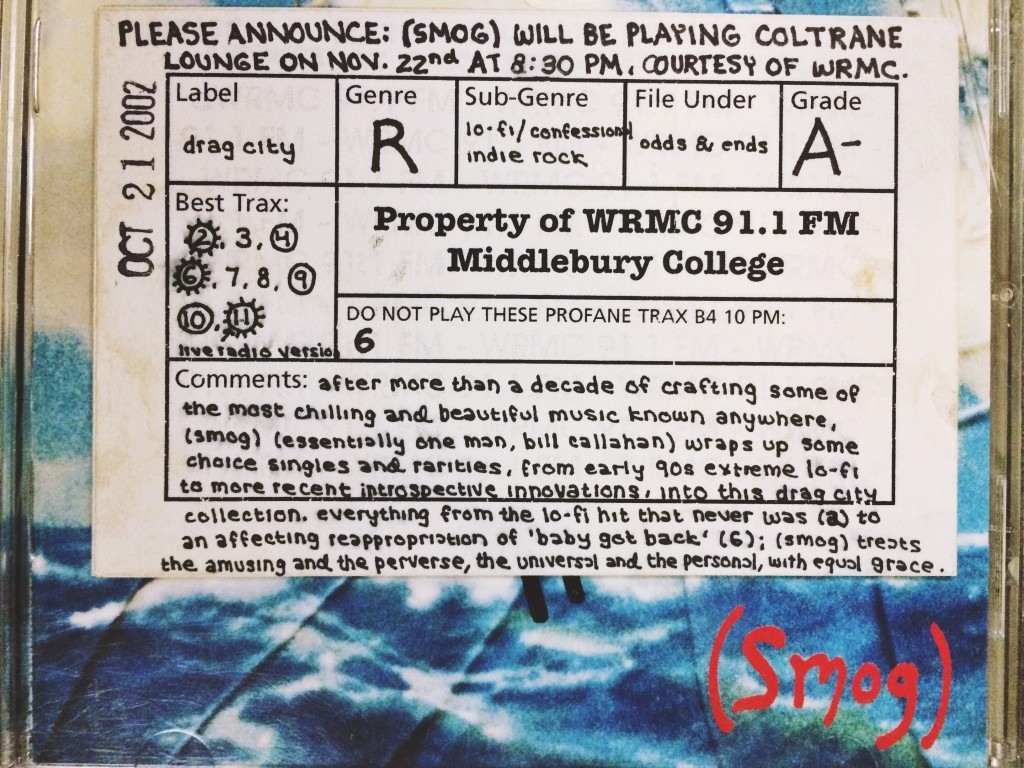 PLEASE ANNOUNCE: (SMOG) WILL BE PLAYING COLTRANE
LOUNGE ON NOV. 22nd AT 8:30 PM, COURTESY OF WRMC.
OCT 21 2002
Label
drag city
Genre
R
Sub-Genre
lo-fi/confessional
indie rock
File Under
odds & ends
Grade
A-
Best Trax:
2, 3, 4
6, 7, 8, 9
10, 11
live radio version
Property of WRMC 91.1 FM
Middlebury College
DO NOT PLAY THESE PROFANE TRAX B4 10 PM:
6
Comments: after more than a decade of crafting some of
the most chilling and beautiful music known anywhere,
(smog) (essentially one man, bill callahan) wraps up some
choice singles and rarities, from early 90s extreme lo-fi
to more recent introspective innovations, into this drag city
collection. everything from the lo-fi hit that never was (2) to
an affecting reappropriation of 'baby got back' (6); (smog) treats
the amusing and the perverse, the universal and the personal, with equal grace.
(Smog)